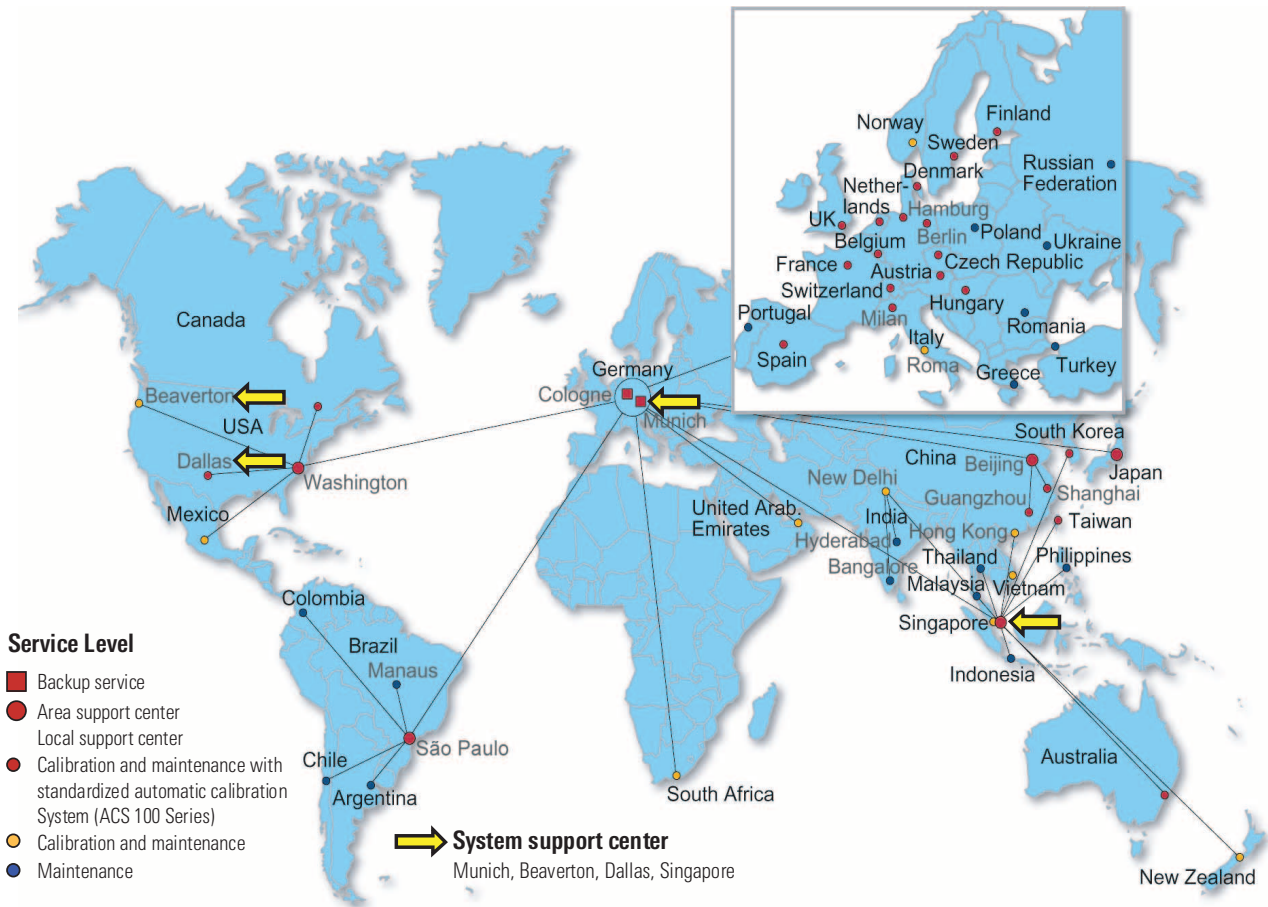 Norway
Finland
Sweden
Denmark
Russian
Federation
Nether-
lands
Hamburg
UK
Berlin
Poland
Ukraine
Belgium
Czech Republic
France
Austria
Switzerland
Hungary
Milan
Portugal
Romania
Italy
Spain
Roma
Greece
Turkey
Canada
Germany
Beaverton
Cologne
Munich
USA
South Korea
Dallas
China
Beijing
Japan
Washington
New Delhi
Guangzhou
Shanghai
Mexico
United Arab.
Emirates
India
Hong Kong
Taiwan
Hyderabad
Thailand
Philippines
Bangalore
Malaysia
Vietnam
Colombia
Singapore
Brazil
Manaus
Indonesia
São Paulo
Chile
Australia
Argentina
South Africa
New Zealand
Service Level
Backup service
Area support center
Local support center
Calibration and maintenance with
standardized automatic calibration
System (ACS 100 Series)
Calibration and maintenance
Maintenance
System support center
Munich, Beaverton, Dallas, Singapore